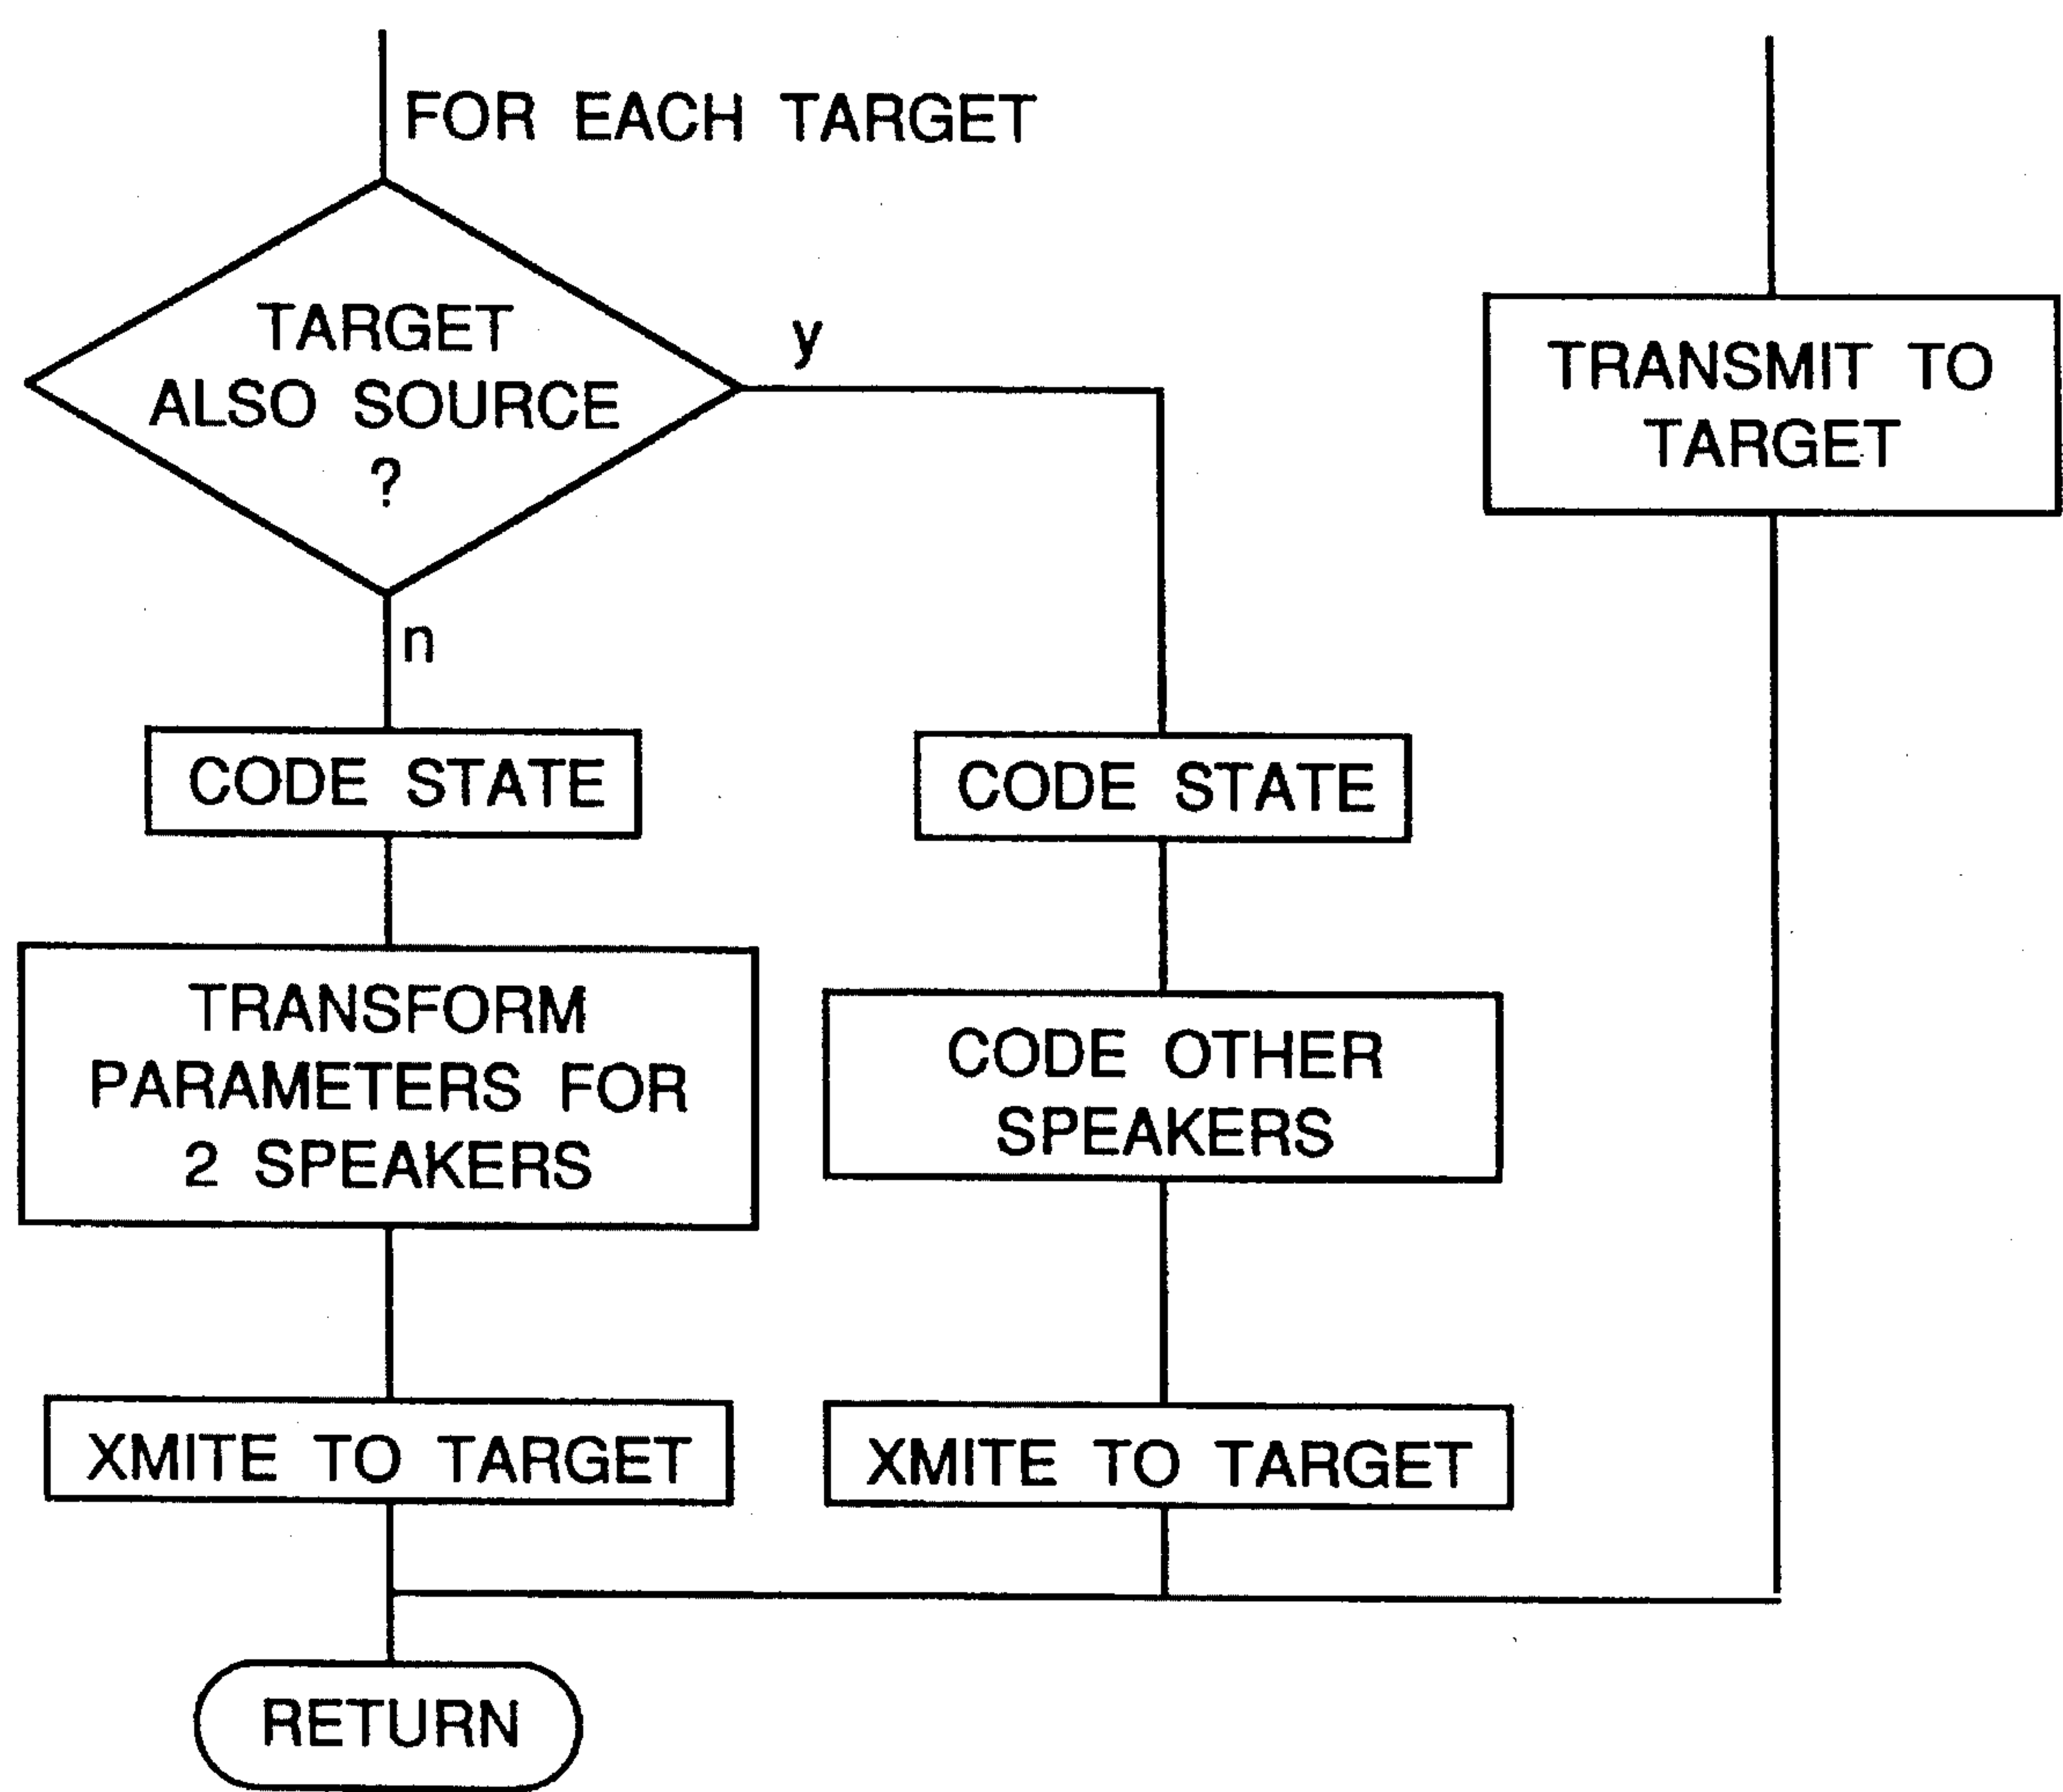 FOR EACH TARGET
TARGET
ALSO SOURCE
?
y
n
TRANSMIT TO
TARGET
CODE STATE
CODE STATE
TRANSFORM
PARAMETERS FOR
2 SPEAKERS
CODE OTHER
SPEAKERS
XMITE TO TARGET
XMITE TO TARGET
RETURN